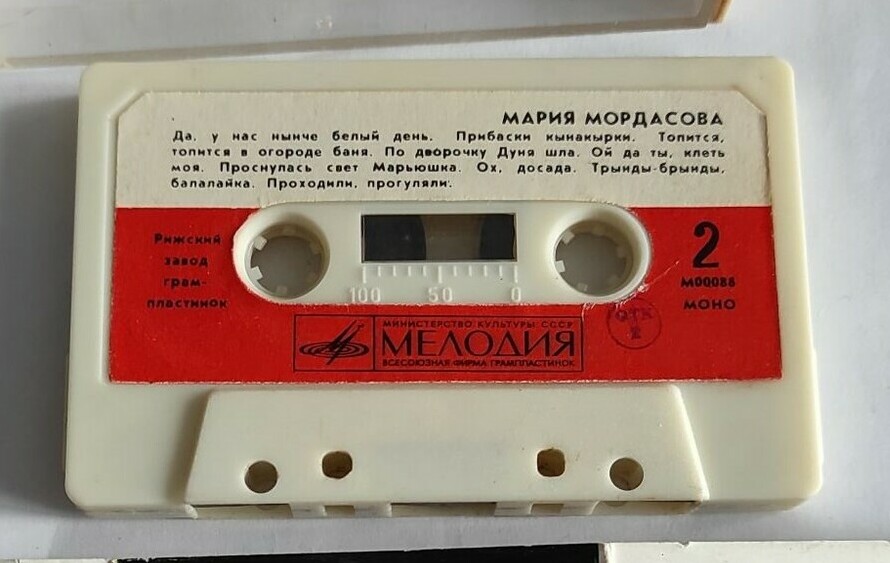 МАРИЯ МОРДАСОВА
Да, у нас нынче белый день. Прибаски кынакырки. Топится,
топится в огороде баня. По дворочку Дуня шла. Ой да ты, клеть
моя. Проснулась свет Марьюшка. Ох, досада. Трынды-брынды,
балалайка. Проходили, прогуляли.
Рижский
завод
грам-
пластинок
2
М00086
МОНО
100 50 0
ОТК
2
МИНИСТЕРСТВО КУЛЬТУРЫ СССР
МЕЛОДИЯ
ВСЕСОЮЗНАЯ ФИРМА ГРАМПЛАСТИНОК